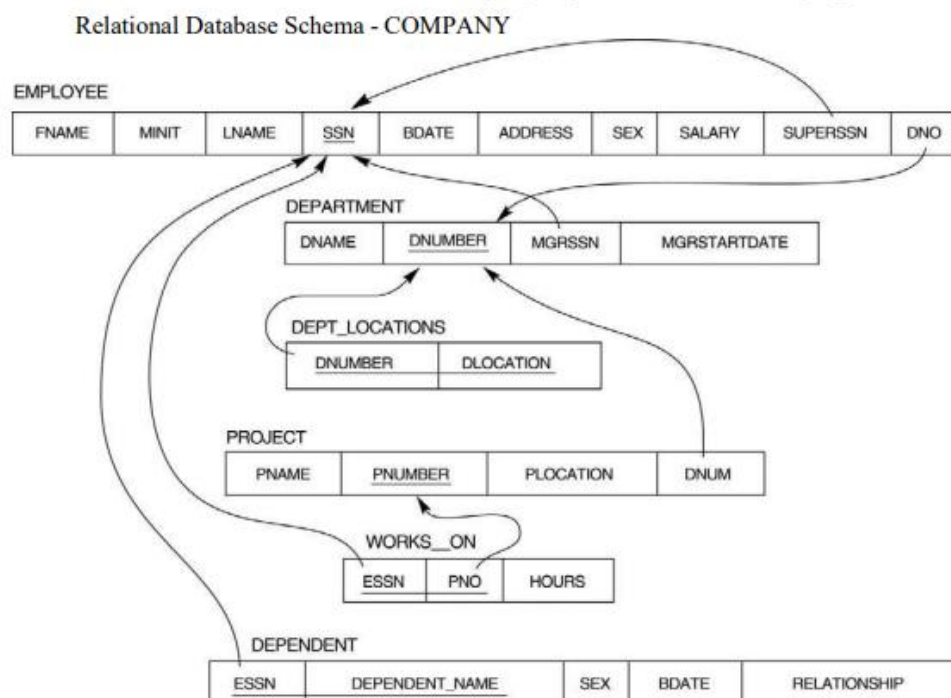 Relational Database Schema - COMPANY
EMPLOYEE
FNAME MINIT LNAME SSN BDATE ADDRESS SEX SALARY SUPERSSN DNO
DEPARTMENT
DNAME DNUMBER MGRSSN MGRSTARTDATE
DEPT_LOCATIONS
DNUMBER DLOCATION
PROJECT
PNAME PNUMBER PLOCATION DNUM
WORKS__ON
ESSN PNO HOURS
DEPENDENT
ESSN DEPENDENT_NAME SEX BDATE RELATIONSHIP